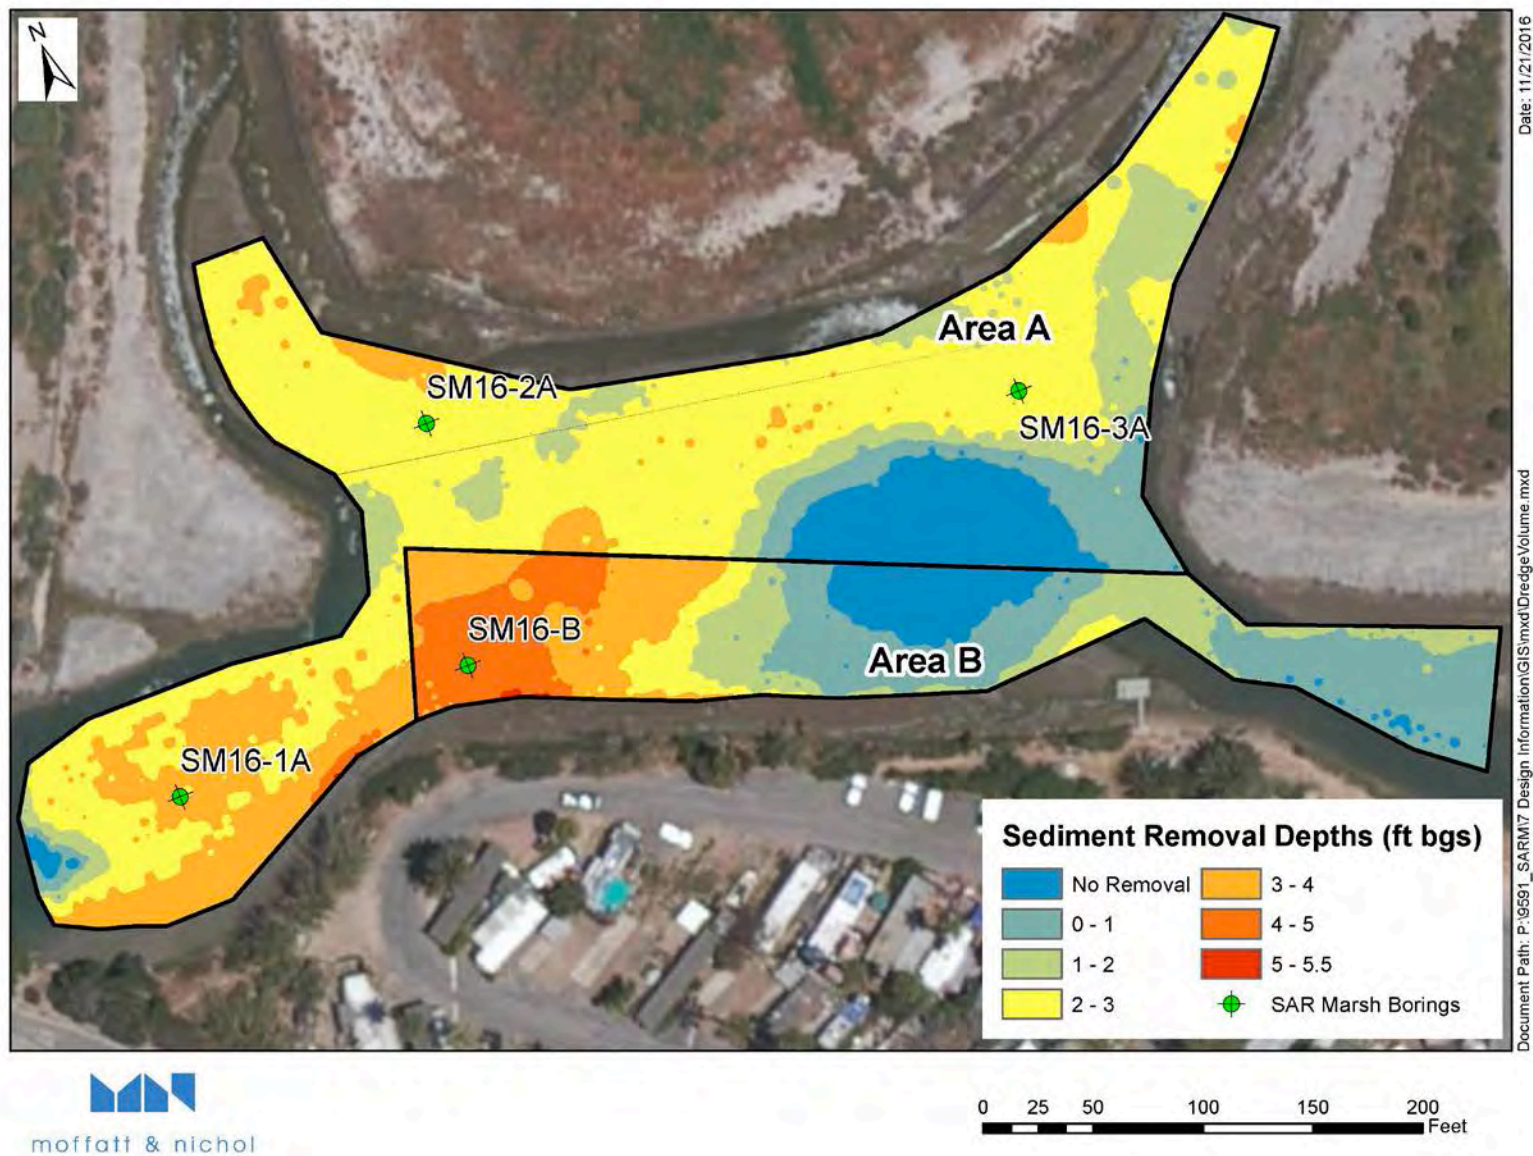 N
Date: 11/21/2016
Area A
SM16-2A
SM16-3A
SM16-B
Area B
SM16-1A
Document Path: P:\9591_SARM\7 Design Information\GIS\mxd\DredgeVolume.mxd
Sediment Removal Depths (ft bgs)
No Removal
0 - 1
1 - 2
2 - 3
3 - 4
4 - 5
5 - 5.5
SAR Marsh Borings
moffatt & nichol
0 25 50 100 150 200
Feet